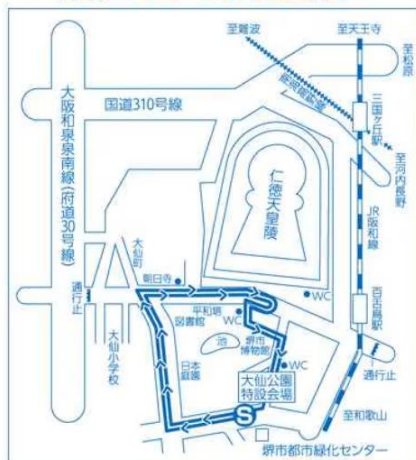 至難波
至天王寺
至松原
国道310号線
南海高野線
三国ヶ丘駅
大阪和泉泉南線(府道30号線)
至河内長野
仁徳天皇陵
JR阪和線
大仙町
朝日寺
通行止
平和塔
WC
WC
図書館
百舌鳥駅
池
堺市博物館
大仙小学校
日本庭園
WC
通行止
大仙公園
特設会場
S
至和歌山
堺市都市緑化センター